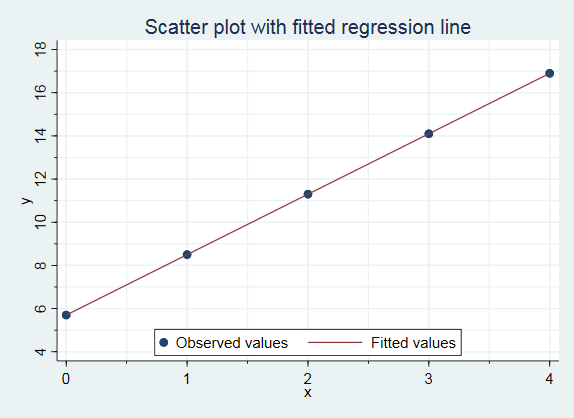 Scatter plot with fitted regression line
18
16
14
12
10
8
6
4
y
Observed values Fitted values
0 1 2 3 4
x